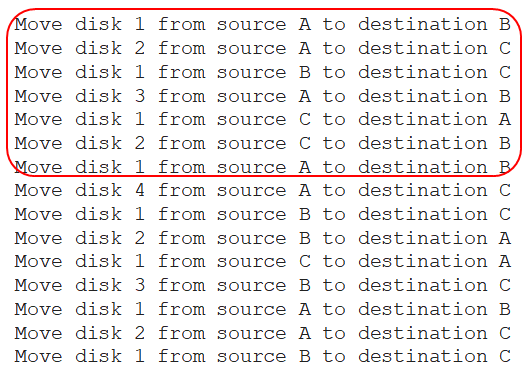 Move disk 1 from source A to destination B
Move disk 2 from source A to destination C
Move disk 1 from source B to destination C
Move disk 3 from source A to destination B
Move disk 1 from source C to destination A
Move disk 2 from source C to destination B
Move disk 1 from source A to destination B
Move disk 4 from source A to destination C
Move disk 1 from source B to destination C
Move disk 2 from source B to destination A
Move disk 1 from source C to destination A
Move disk 3 from source B to destination C
Move disk 1 from source A to destination B
Move disk 2 from source A to destination C
Move disk 1 from source B to destination C